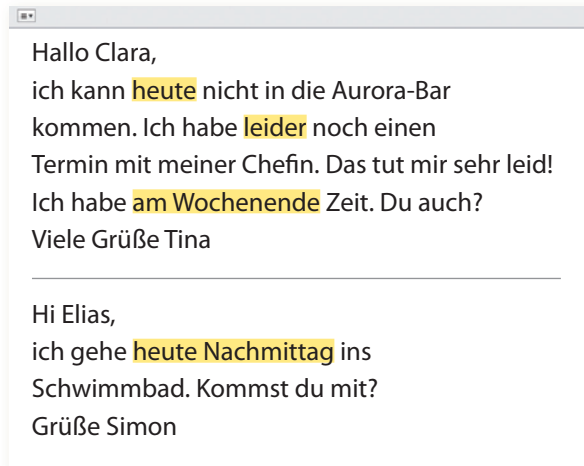 Hallo Clara,
ich kann heute nicht in die Aurora-Bar
kommen. Ich habe leider noch einen
Termin mit meiner Chefin. Das tut mir sehr leid!
Ich habe am Wochenende Zeit. Du auch?
Viele Grüße Tina
Hi Elias,
ich gehe heute Nachmittag ins
Schwimmbad. Kommst du mit?
Grüße Simon